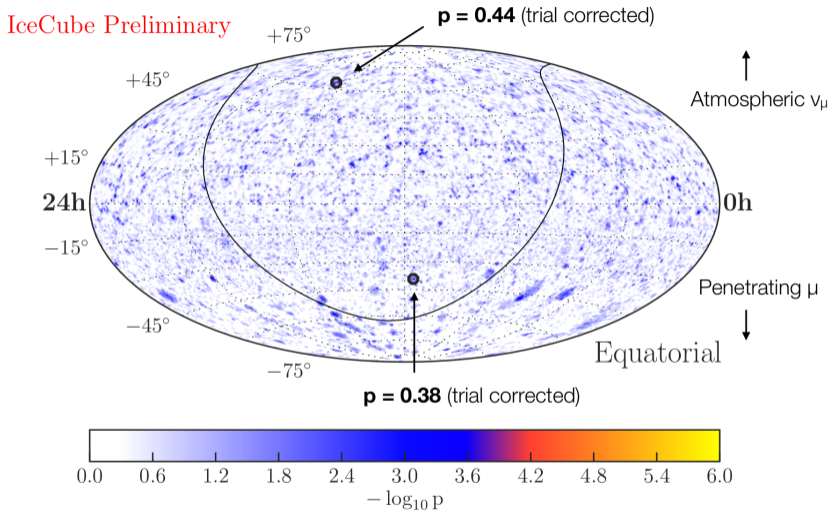 IceCube Preliminary
p = 0.44 (trial corrected)
+75°
+45°
Atmospheric νμ
+15°
24h
0h
−15°
Penetrating μ
−45°
Equatorial
−75°
p = 0.38 (trial corrected)
0.0 0.6 1.2 1.8 2.4 3.0 3.6 4.2 4.8 5.4 6.0
− log₁₀ p